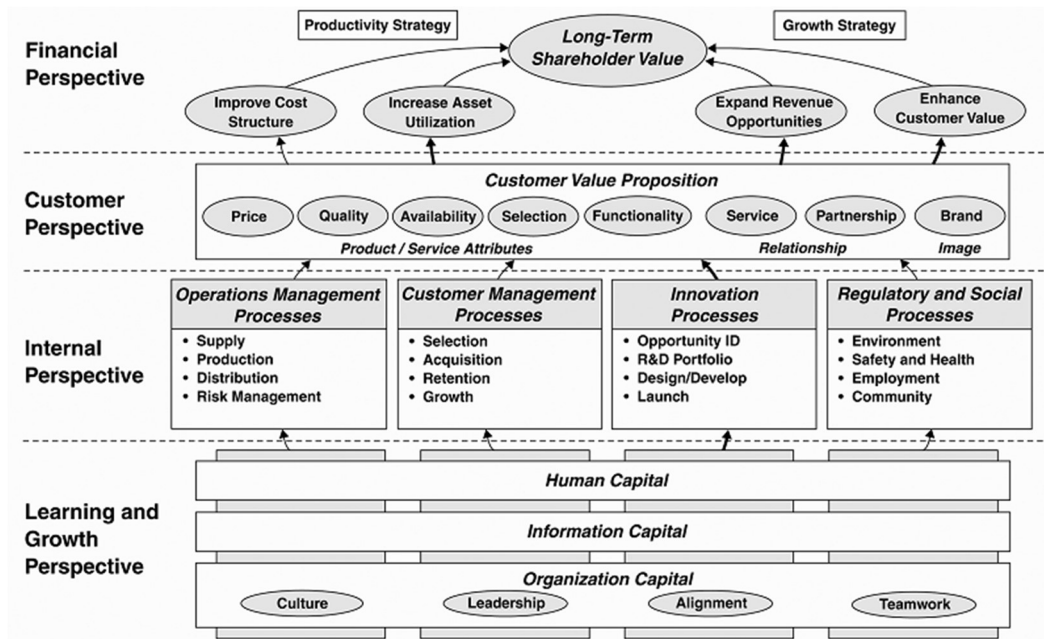 Financial
Perspective
Productivity Strategy
Growth Strategy
Long-Term
Shareholder Value
Improve Cost
Structure
Increase Asset
Utilization
Expand Revenue
Opportunities
Enhance
Customer Value
Customer
Perspective
Customer Value Proposition
Price
Quality
Availability
Selection
Functionality
Service
Partnership
Brand
Product / Service Attributes
Relationship
Image
Internal
Perspective
Operations Management
Processes
• Supply
• Production
• Distribution
• Risk Management
Customer Management
Processes
• Selection
• Acquisition
• Retention
• Growth
Innovation
Processes
• Opportunity ID
• R&D Portfolio
• Design/Develop
• Launch
Regulatory and Social
Processes
• Environment
• Safety and Health
• Employment
• Community
Learning and
Growth
Perspective
Human Capital
Information Capital
Organization Capital
Culture
Leadership
Alignment
Teamwork